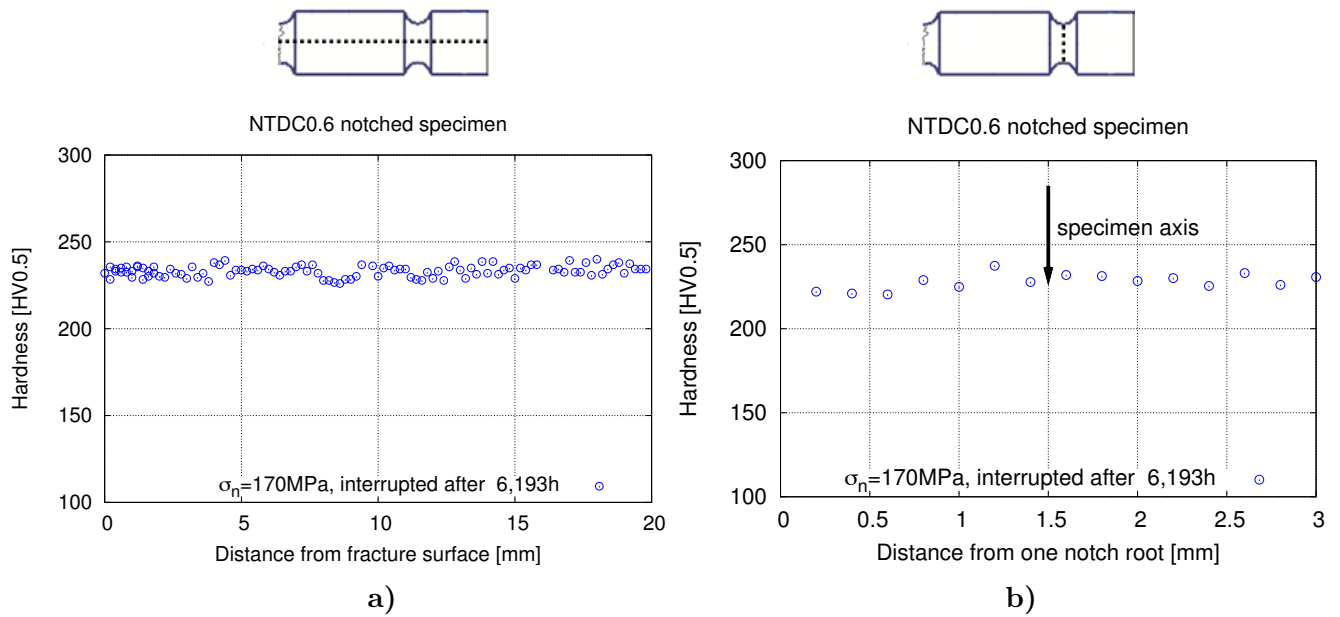 NTDC0.6 notched specimen
300
250
200
150
100
Hardness [HV0.5]
σn=170MPa, interrupted after 6,193h
0
5
10
15
20
Distance from fracture surface [mm]
a)
NTDC0.6 notched specimen
300
250
200
150
100
Hardness [HV0.5]
specimen axis
σn=170MPa, interrupted after 6,193h
0
0.5
1
1.5
2
2.5
3
Distance from one notch root [mm]
b)